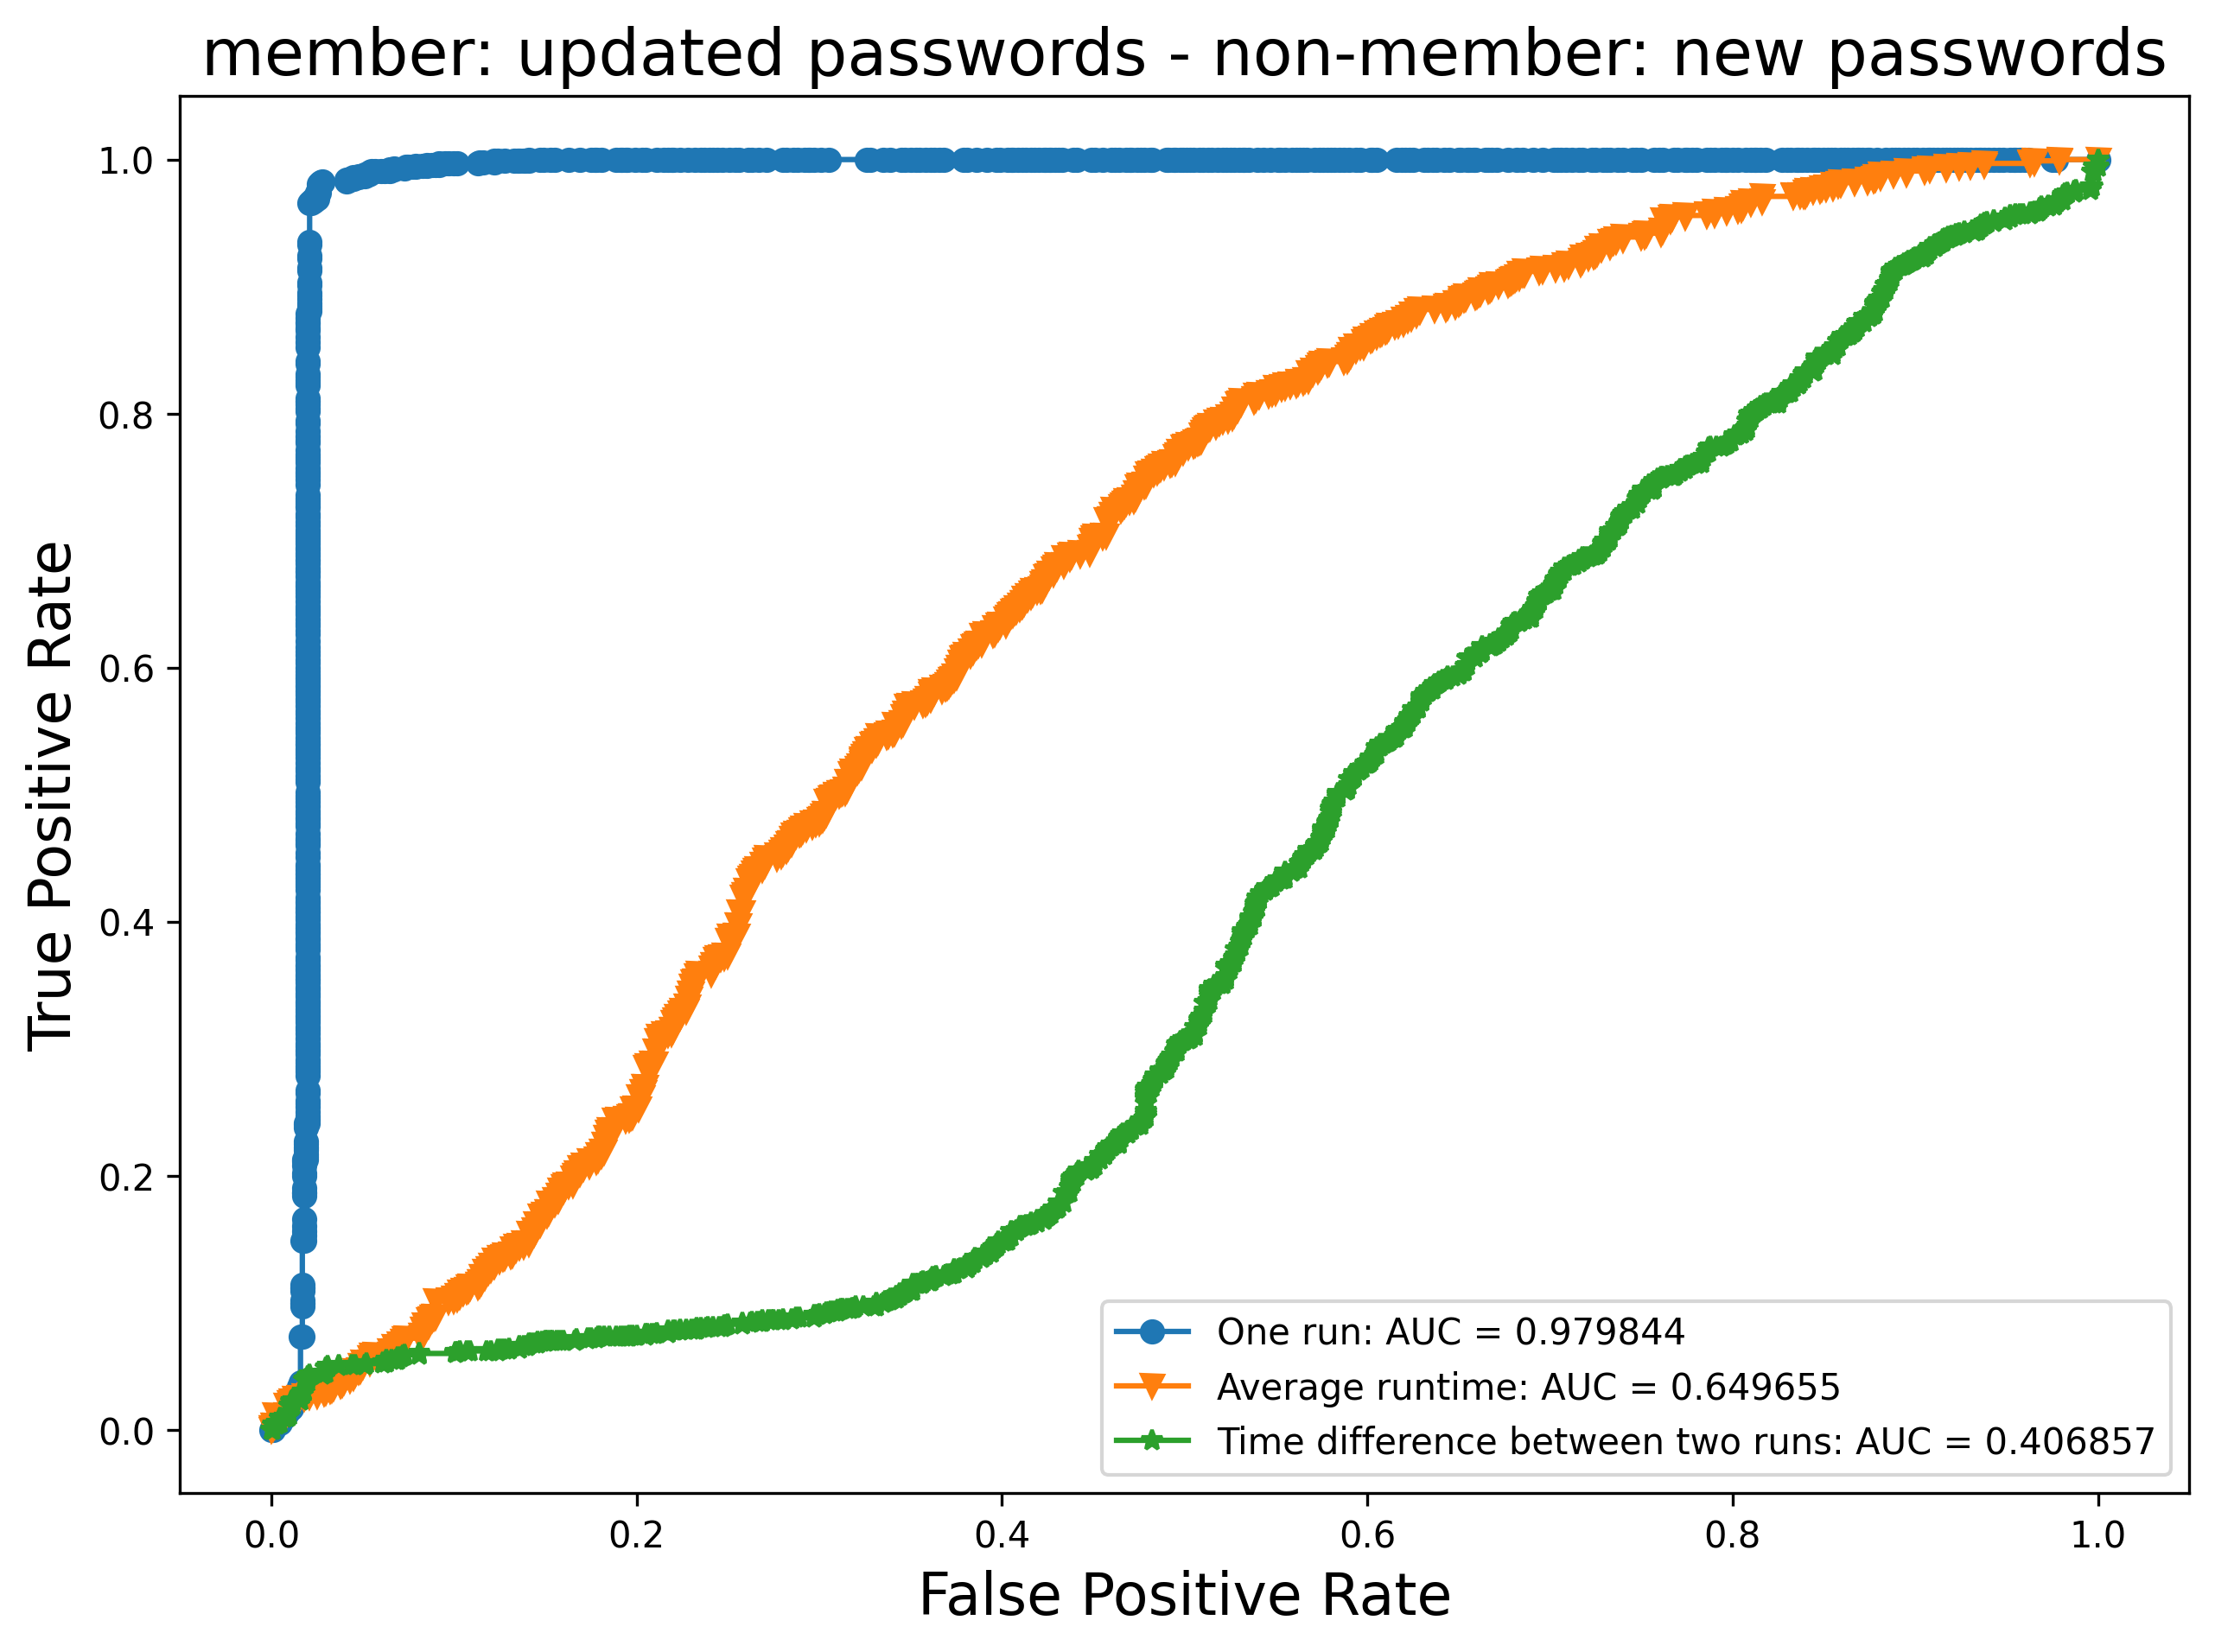 member: updated passwords - non-member: new passwords
True Positive Rate
1.0
0.8
0.6
0.4
0.2
0.0
0.0 0.2 0.4 0.6 0.8 1.0
False Positive Rate
One run: AUC = 0.979844
Average runtime: AUC = 0.649655
Time difference between two runs: AUC = 0.406857